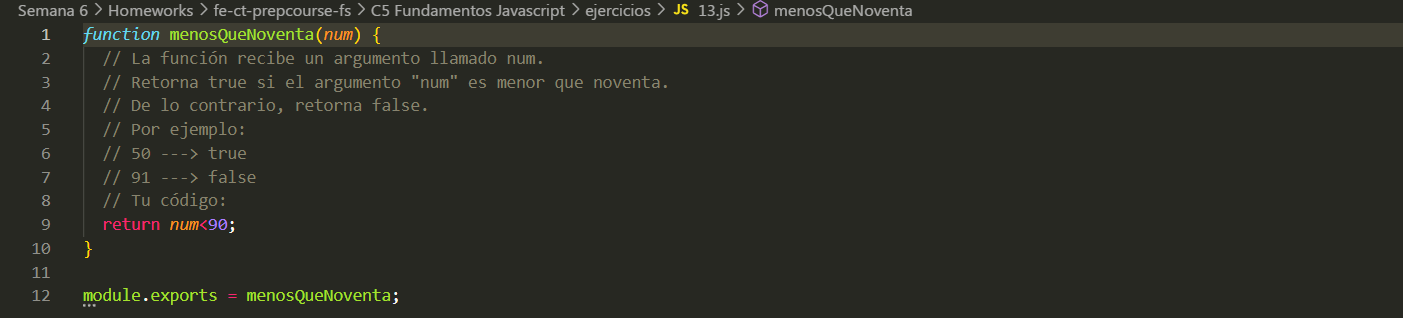 Semana 6 > Homeworks > fe-ct-prepcourse-fs > C5 Fundamentos Javascript > ejercicios > JS 13.js > menosQueNoventa
1 function menosQueNoventa(num) {
2 // La función recibe un argumento llamado num.
3 // Retorna true si el argumento "num" es menor que noventa.
4 // De lo contrario, retorna false.
5 // Por ejemplo:
6 // 50 ---> true
7 // 91 ---> false
8 // Tu código:
9 return num<90;
10 }
11
12 module.exports = menosQueNoventa;